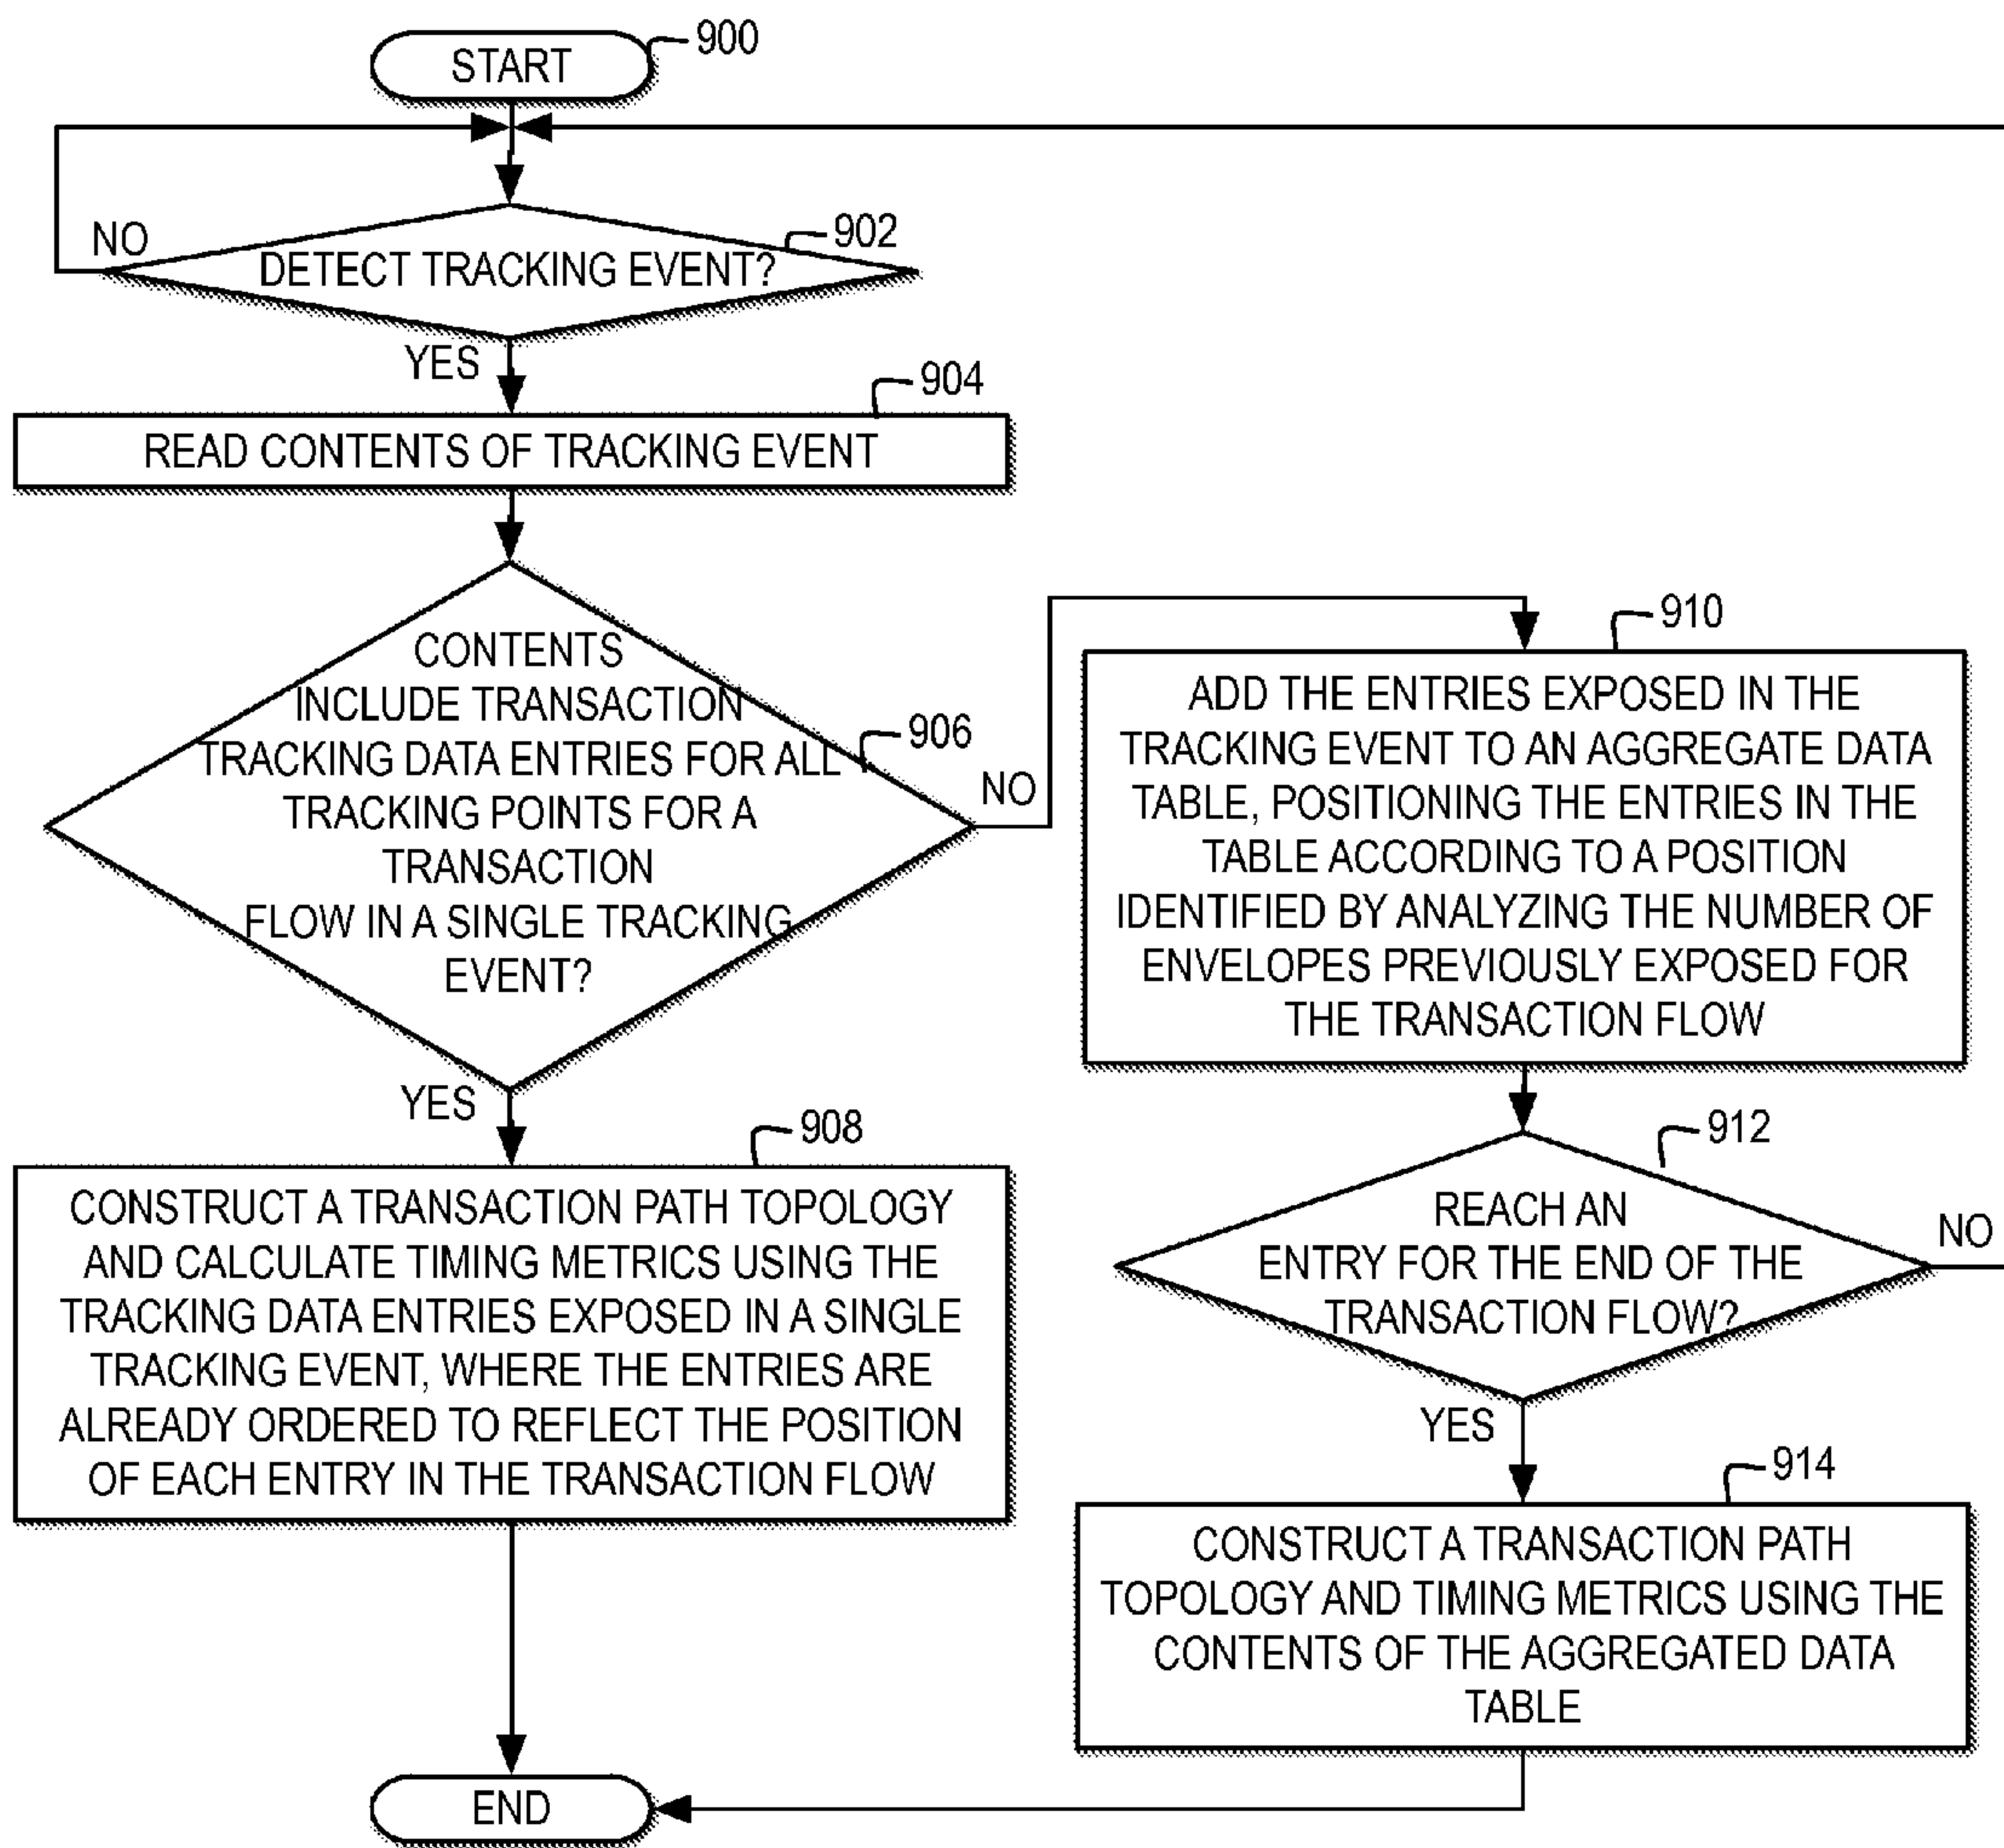 START
900
NO
902
DETECT TRACKING EVENT?
YES
904
READ CONTENTS OF TRACKING EVENT
CONTENTS
INCLUDE TRANSACTION
TRACKING DATA ENTRIES FOR ALL
TRACKING POINTS FOR A
TRANSACTION
FLOW IN A SINGLE TRACKING
EVENT?
906
NO
YES
908
CONSTRUCT A TRANSACTION PATH TOPOLOGY
AND CALCULATE TIMING METRICS USING THE
TRACKING DATA ENTRIES EXPOSED IN A SINGLE
TRACKING EVENT, WHERE THE ENTRIES ARE
ALREADY ORDERED TO REFLECT THE POSITION
OF EACH ENTRY IN THE TRANSACTION FLOW
910
ADD THE ENTRIES EXPOSED IN THE
TRACKING EVENT TO AN AGGREGATE DATA
TABLE, POSITIONING THE ENTRIES IN THE
TABLE ACCORDING TO A POSITION
IDENTIFIED BY ANALYZING THE NUMBER OF
ENVELOPES PREVIOUSLY EXPOSED FOR
THE TRANSACTION FLOW
912
REACH AN
ENTRY FOR THE END OF THE
TRANSACTION FLOW?
NO
YES
914
CONSTRUCT A TRANSACTION PATH
TOPOLOGY AND TIMING METRICS USING THE
CONTENTS OF THE AGGREGATED DATA
TABLE
END